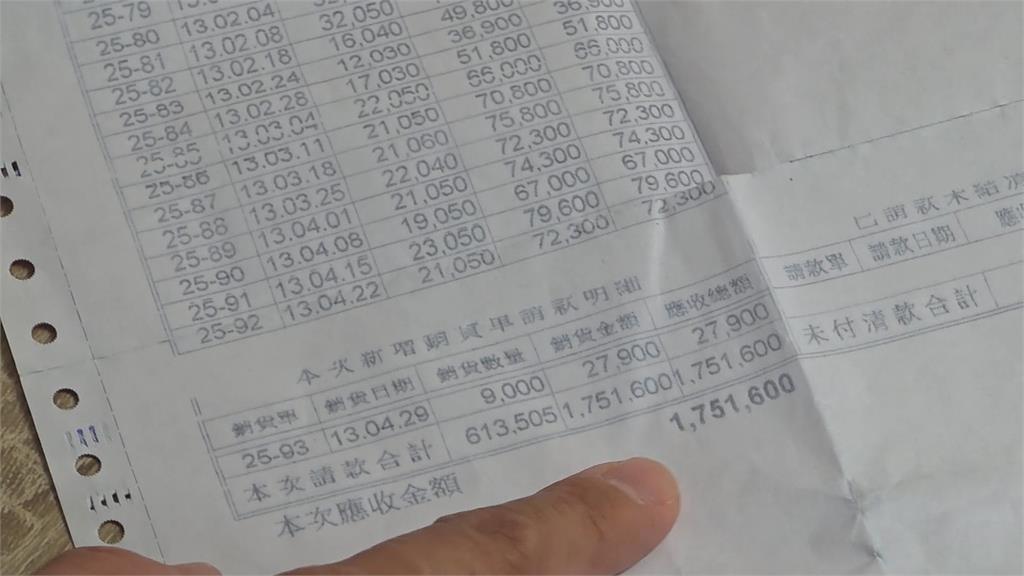 25-79
25-80 13.02.04
25-81 13.02.08 32,050
25-82 13.02.18 16,040 49,800
25-83 13.02.24 12,030 36,900 36,900
25-84 13.02.28 17,030 51,800 51,800
25-85 13.03.04 22,050 66,000 66,000
25-86 13.03.11 21,050 70,800 70,800
25-87 13.03.18 21,060 75,800 75,800
25-88 13.03.25 22,040 72,300 72,300
25-89 13.04.01 21,050 74,300 74,300
25-90 13.04.08 19,050 67,000 67,000
25-91 13.04.15 23,050 79,600 79,600
25-92 13.04.22 21,050 72,300 72,300
本次新增銷貨單請款明細
銷貨單 銷貨日期 銷貨數量 銷貨金額 應收總額
25-93 13.04.29 9,000 27,900 27,900
本次請款合計 613,505 1,751,600 1,751,600
本次應收金額 1,751,600
已請款未結清
請款單 請款日期 應收
未付清款合計